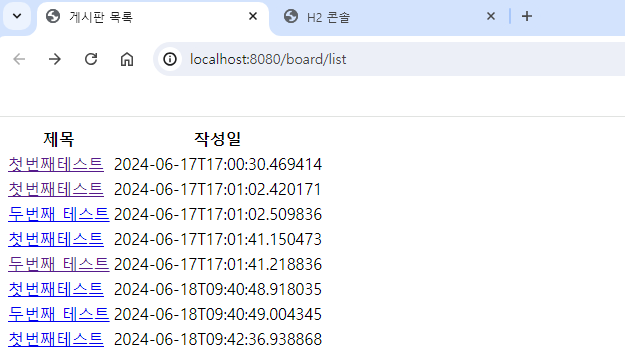 게시판 목록 H2 콘솔
localhost:8080/board/list
제목 작성일
첫번째테스트 2024-06-17T17:00:30.469414
첫번째테스트 2024-06-17T17:01:02.420171
두번째 테스트 2024-06-17T17:01:02.509836
첫번째테스트 2024-06-17T17:01:41.150473
두번째 테스트 2024-06-17T17:01:41.218836
첫번째테스트 2024-06-18T09:40:48.918035
두번째 테스트 2024-06-18T09:40:49.004345
첫번째테스트 2024-06-18T09:42:36.938868